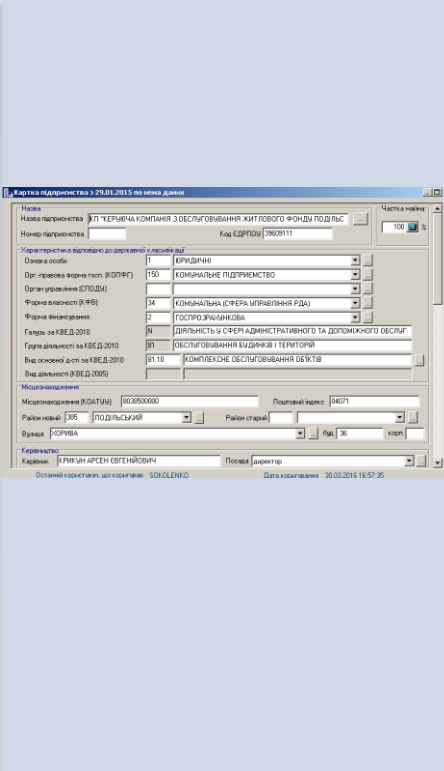 Картка підприємства з 29.01.2015 по нема даних
Назва
Частка майна
Назва підприємства КП "КЕРУЮЧА КОМПАНІЯ З ОБСЛУГОВУВАННЯ ЖИТЛОВОГО ФОНДУ ПОДІЛЬС ...
100 %
Номер підприємства Код ЄДРПОУ 39609111
Характеристика відповідно до державної класифікації
Ознака особи 1 ЮРИДИЧНІ
Орг.-правова форма госп. (КОПФГ) 150 КОМУНАЛЬНЕ ПІДПРИЄМСТВО
Орган управління (СПОДУ)
Форма власності (КФВ) 34 КОМУНАЛЬНА (СФЕРА УПРАВЛІННЯ РДА)
Форма фінансування 2 ГОСПРОЗРАХУНКОВА
Галузь за КВЕД-2010 N ДІЯЛЬНІСТЬ У СФЕРІ АДМІНІСТРАТИВНОГО ТА ДОПОМІЖНОГО ОБСЛУГ
Група діяльності за КВЕД-2010 81 ОБСЛУГОВУВАННЯ БУДИНКІВ І ТЕРИТОРІЙ
Вид основної д-сті за КВЕД-2010 81.10 КОМПЛЕКСНЕ ОБСЛУГОВУВАННЯ ОБ'ЄКТІВ
Вид діяльності (КВЕД-2005)
Місцезнаходження
Місцезнаходження (КОАТУУ) 8038500000 Поштовий індекс 04071
Район новий 385 ПОДІЛЬСЬКИЙ Район старий
Вулиця ХОРИВА буд. 36 корп.
Керівництво
Керівник КРИКУН АРСЕН ЄВГЕНІЙОВИЧ Посада директор
Останній користувач, що коригував SOKOLENKO Дата коригування 30.03.2016 16:57:35